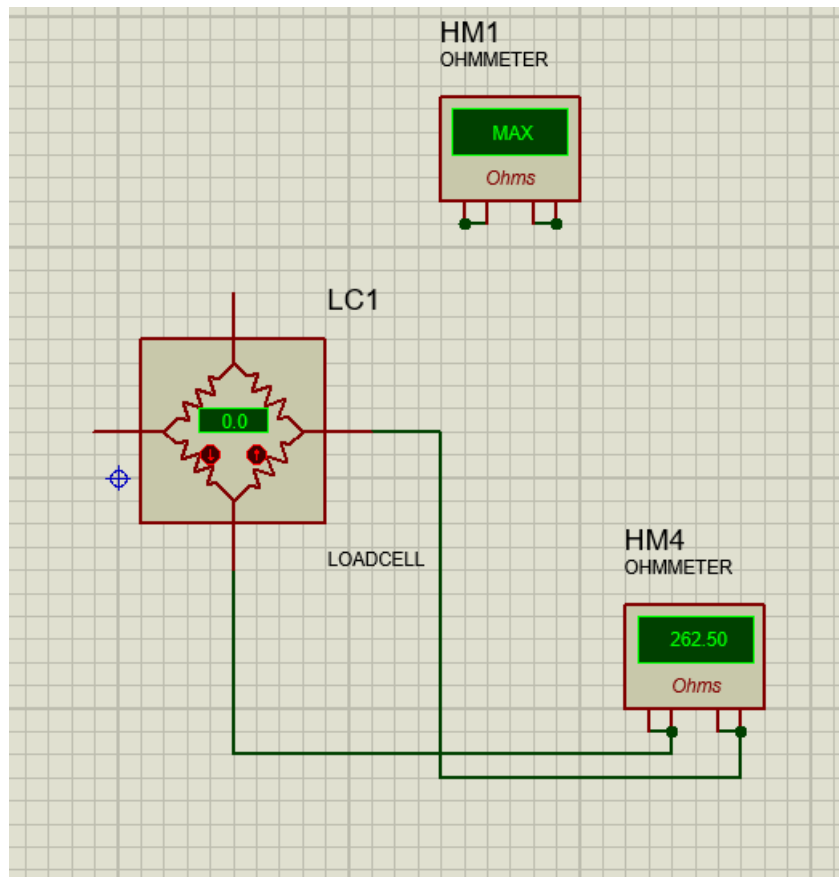 HM1
OHMMETER
MAX
Ohms
LC1
0.0
LOADCELL
HM4
OHMMETER
262.50
Ohms